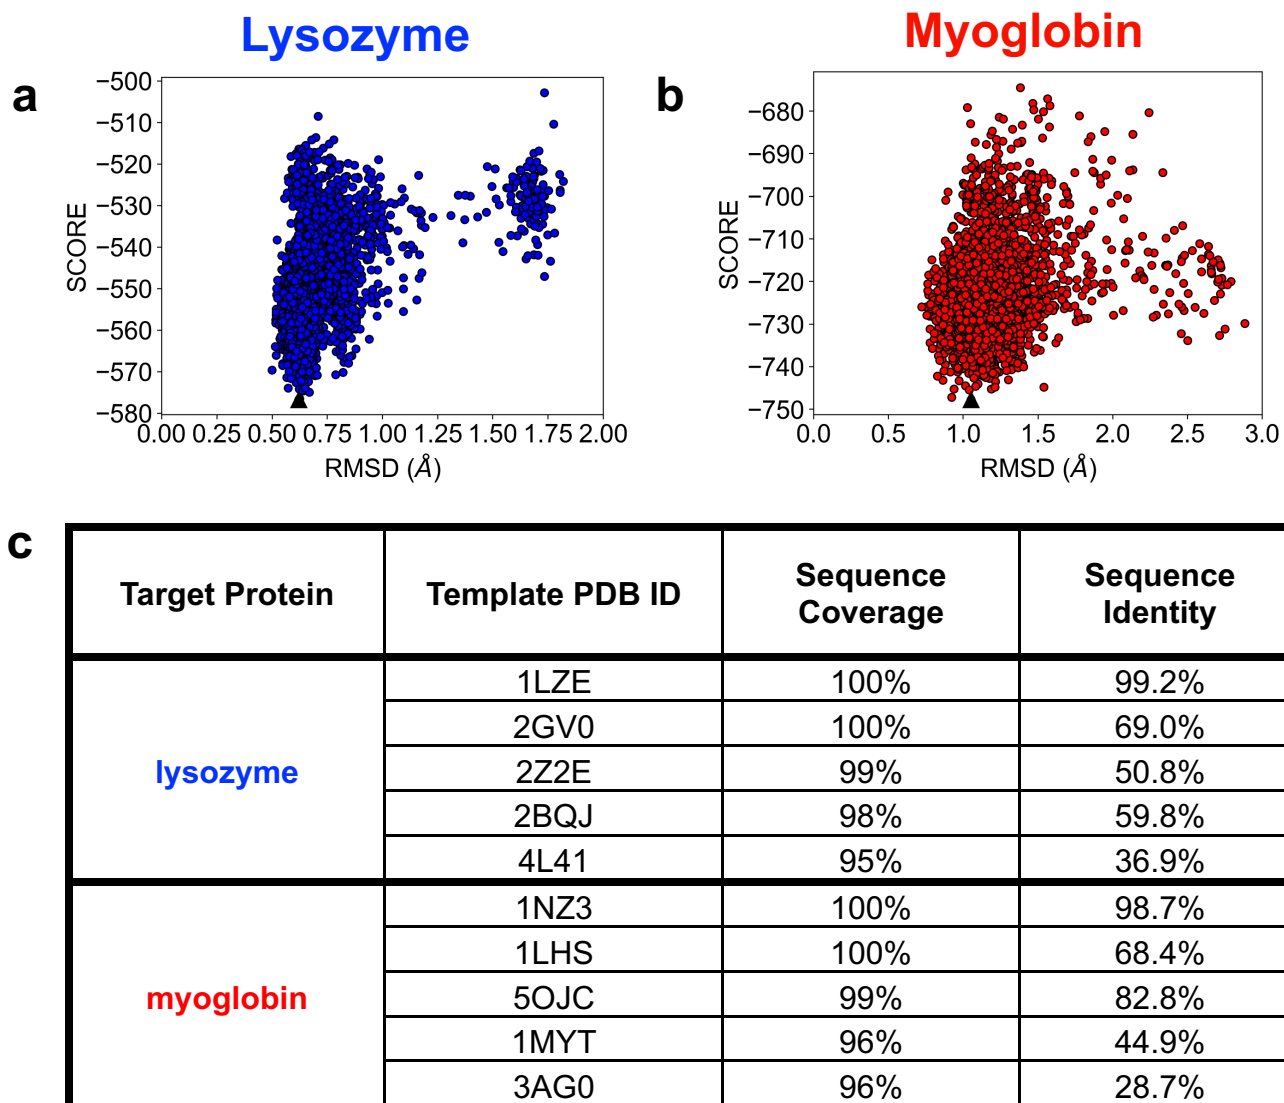 Lysozyme
Myoglobin
a
−500
−510
−520
−530
−540
−550
−560
−570
−580
SCORE
0.00 0.25 0.50 0.75 1.00 1.25 1.50 1.75 2.00
RMSD (Å)
b
−680
−690
−700
−710
−720
−730
−740
−750
SCORE
0.0 0.5 1.0 1.5 2.0 2.5 3.0
RMSD (Å)
c
Target Protein Template PDB ID Sequence Coverage Sequence Identity
lysozyme
1LZE 100% 99.2%
2GV0 100% 69.0%
2Z2E 99% 50.8%
2BQJ 98% 59.8%
4L41 95% 36.9%
myoglobin
1NZ3 100% 98.7%
1LHS 100% 68.4%
5OJC 99% 82.8%
1MYT 96% 44.9%
3AG0 96% 28.7%